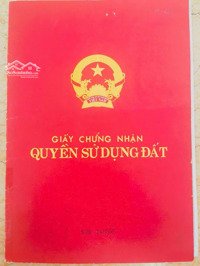 GIẤY CHỨNG NHẬN
QUYỀN SỬ DỤNG ĐẤT